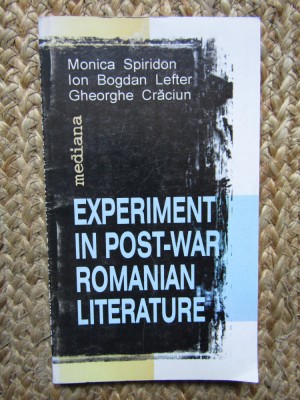 Monica Spiridon
Ion Bogdan Lefter
Gheorghe Crăciun
mediana
EXPERIMENT
IN POST-WAR
ROMANIAN
LITERATURE